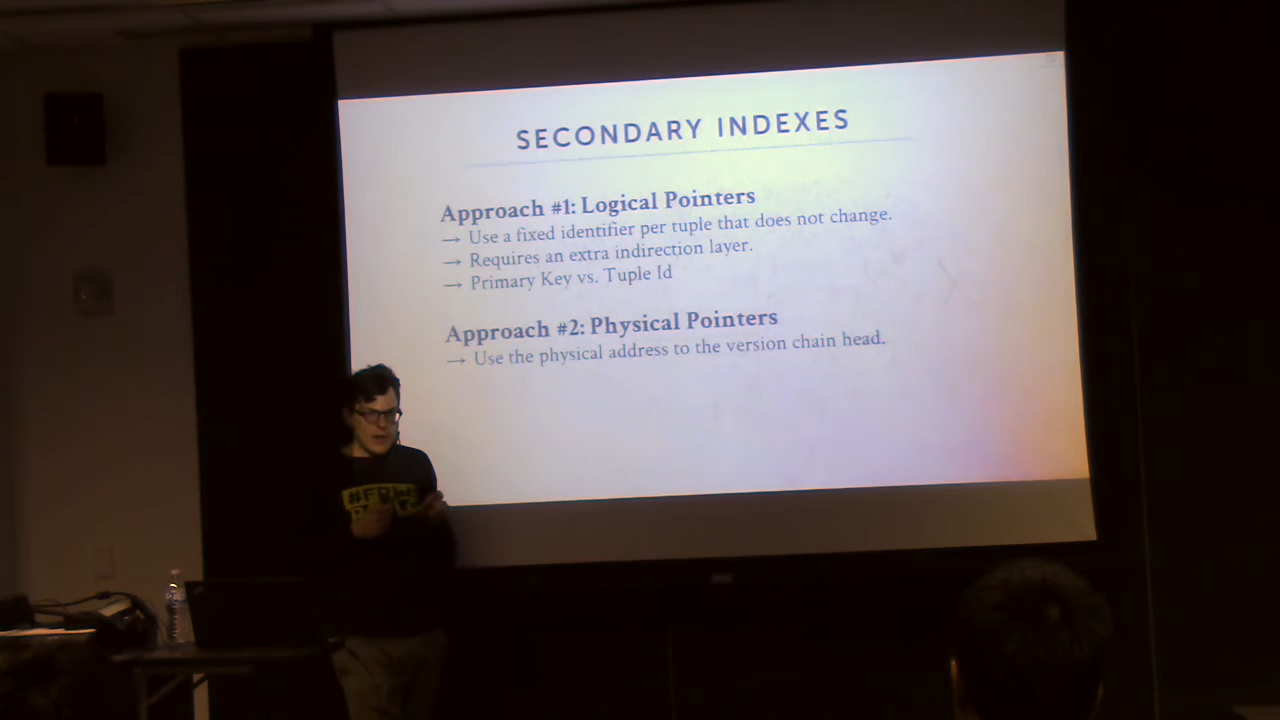 SECONDARY INDEXES
Approach #1: Logical Pointers
→ Use a fixed identifier per tuple that does not change.
→ Requires an extra indirection layer.
→ Primary Key vs. Tuple Id
Approach #2: Physical Pointers
→ Use the physical address to the version chain head.